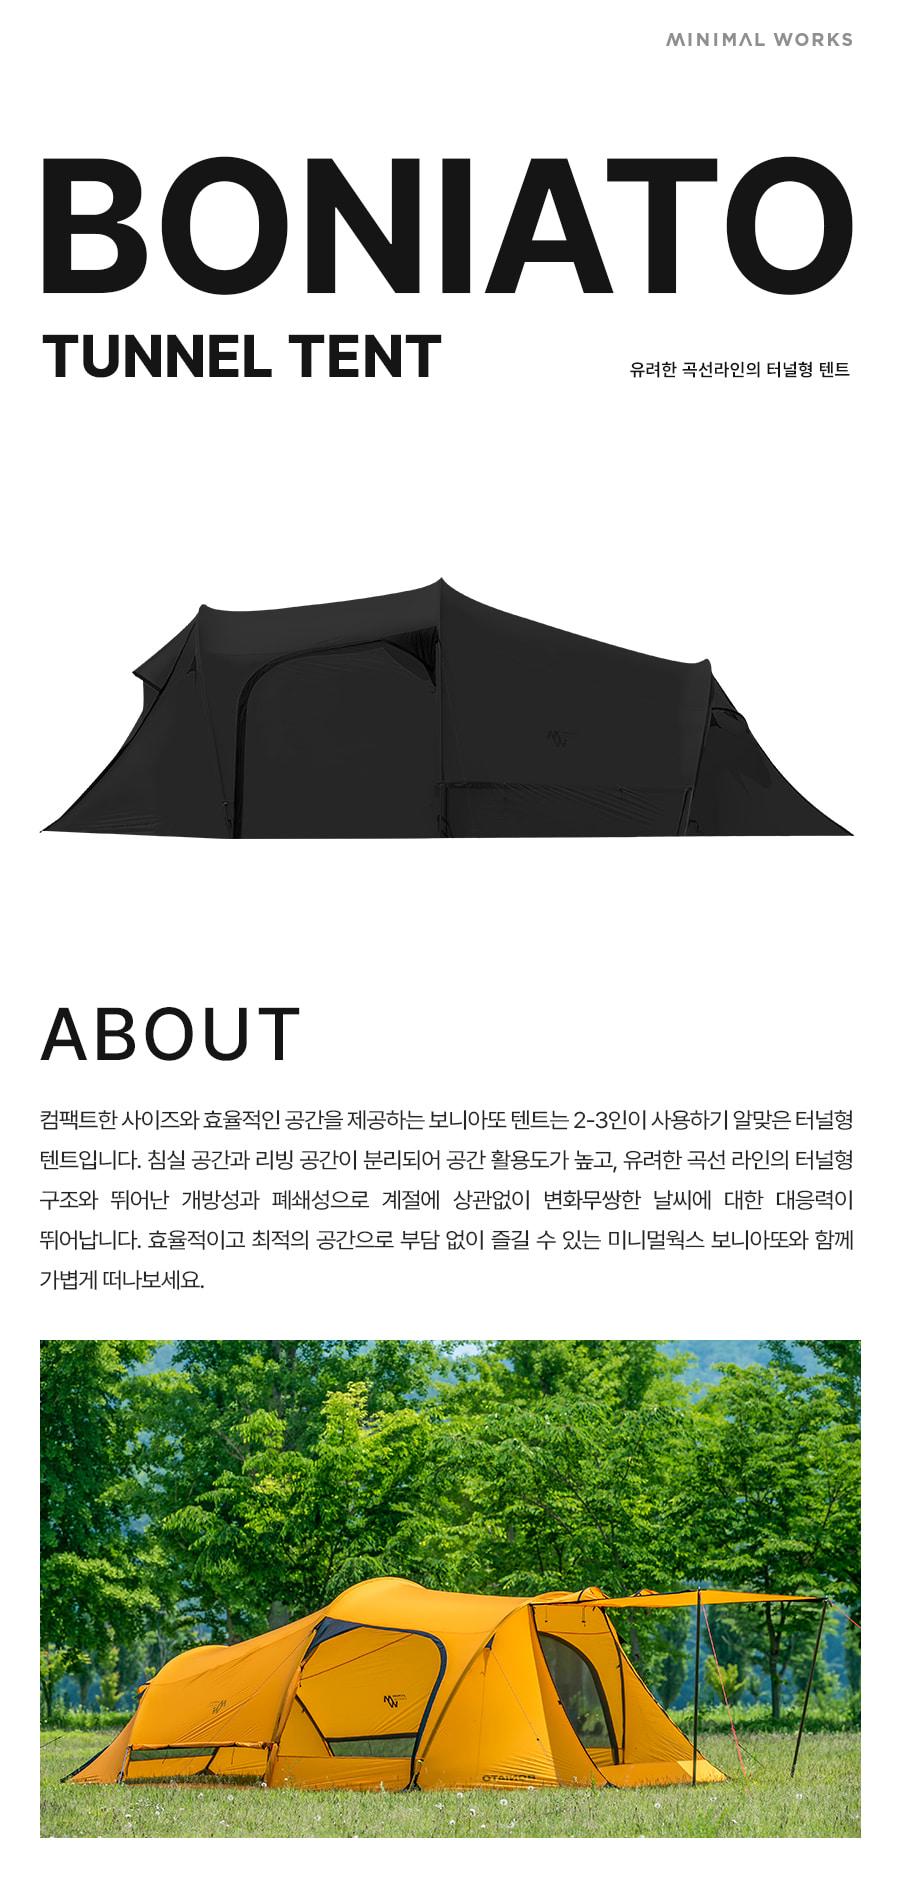 MINIMAL WORKS
BONIATO
TUNNEL TENT
유려한 곡선라인의 터널형 텐트
ABOUT
컴팩트한 사이즈와 효율적인 공간을 제공하는 보니아또 텐트는 2-3인이 사용하기 알맞은 터널형
텐트입니다. 침실 공간과 리빙 공간이 분리되어 공간 활용도가 높고, 유려한 곡선 라인의 터널형
구조와 뛰어난 개방성과 폐쇄성으로 계절에 상관없이 변화무쌍한 날씨에 대한 대응력이
뛰어납니다. 효율적이고 최적의 공간으로 부담 없이 즐길 수 있는 미니멀웍스 보니아또와 함께
가볍게 떠나보세요.
BONIATO